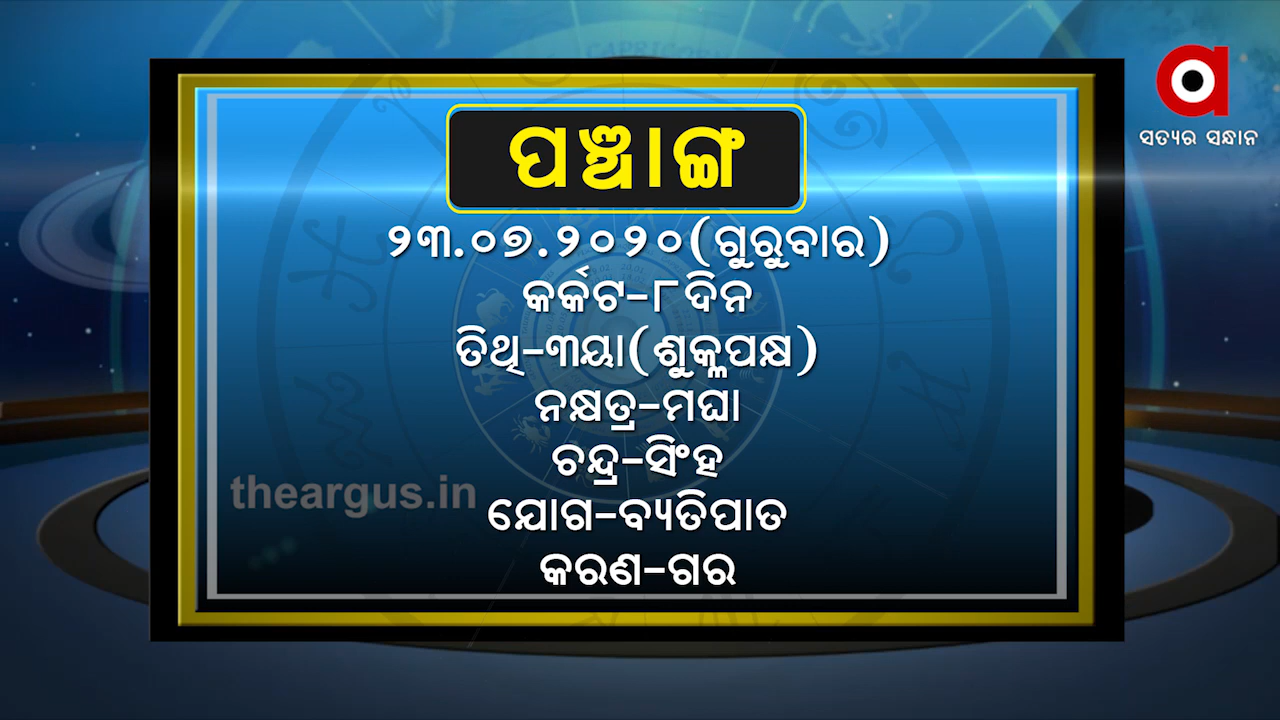 ପଞ୍ଚାଙ୍ଗ
୨୩.୦୭.୨୦୨୦(ଗୁରୁବାର)
କର୍କଟ-୮ଦିନ
ତିଥି-୩ୟା(ଶୁକ୍ଳପକ୍ଷ)
ନକ୍ଷତ୍ର-ମଘା
ଚନ୍ଦ୍ର-ସିଂହ
ଯୋଗ-ବ୍ୟତିପାତ
କରଣ-ଗର
theargus.in
a
ସତ୍ୟର ସନ୍ଧାନ